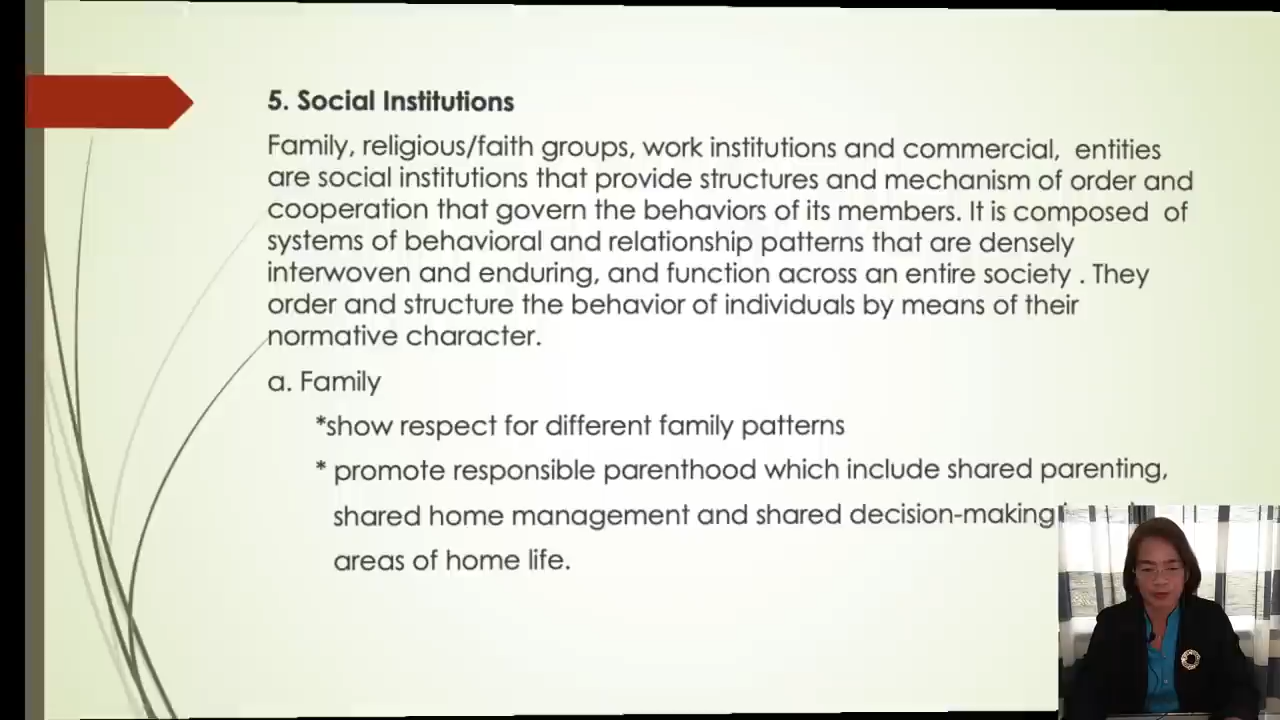 5. Social Institutions
Family, religious/faith groups, work institutions and commercial, entities
are social institutions that provide structures and mechanism of order and
cooperation that govern the behaviors of its members. It is composed of
systems of behavioral and relationship patterns that are densely
interwoven and enduring, and function across an entire society . They
order and structure the behavior of individuals by means of their
normative character.
a. Family
*show respect for different family patterns
* promote responsible parenthood which include shared parenting,
shared home management and shared decision-making
areas of home life.